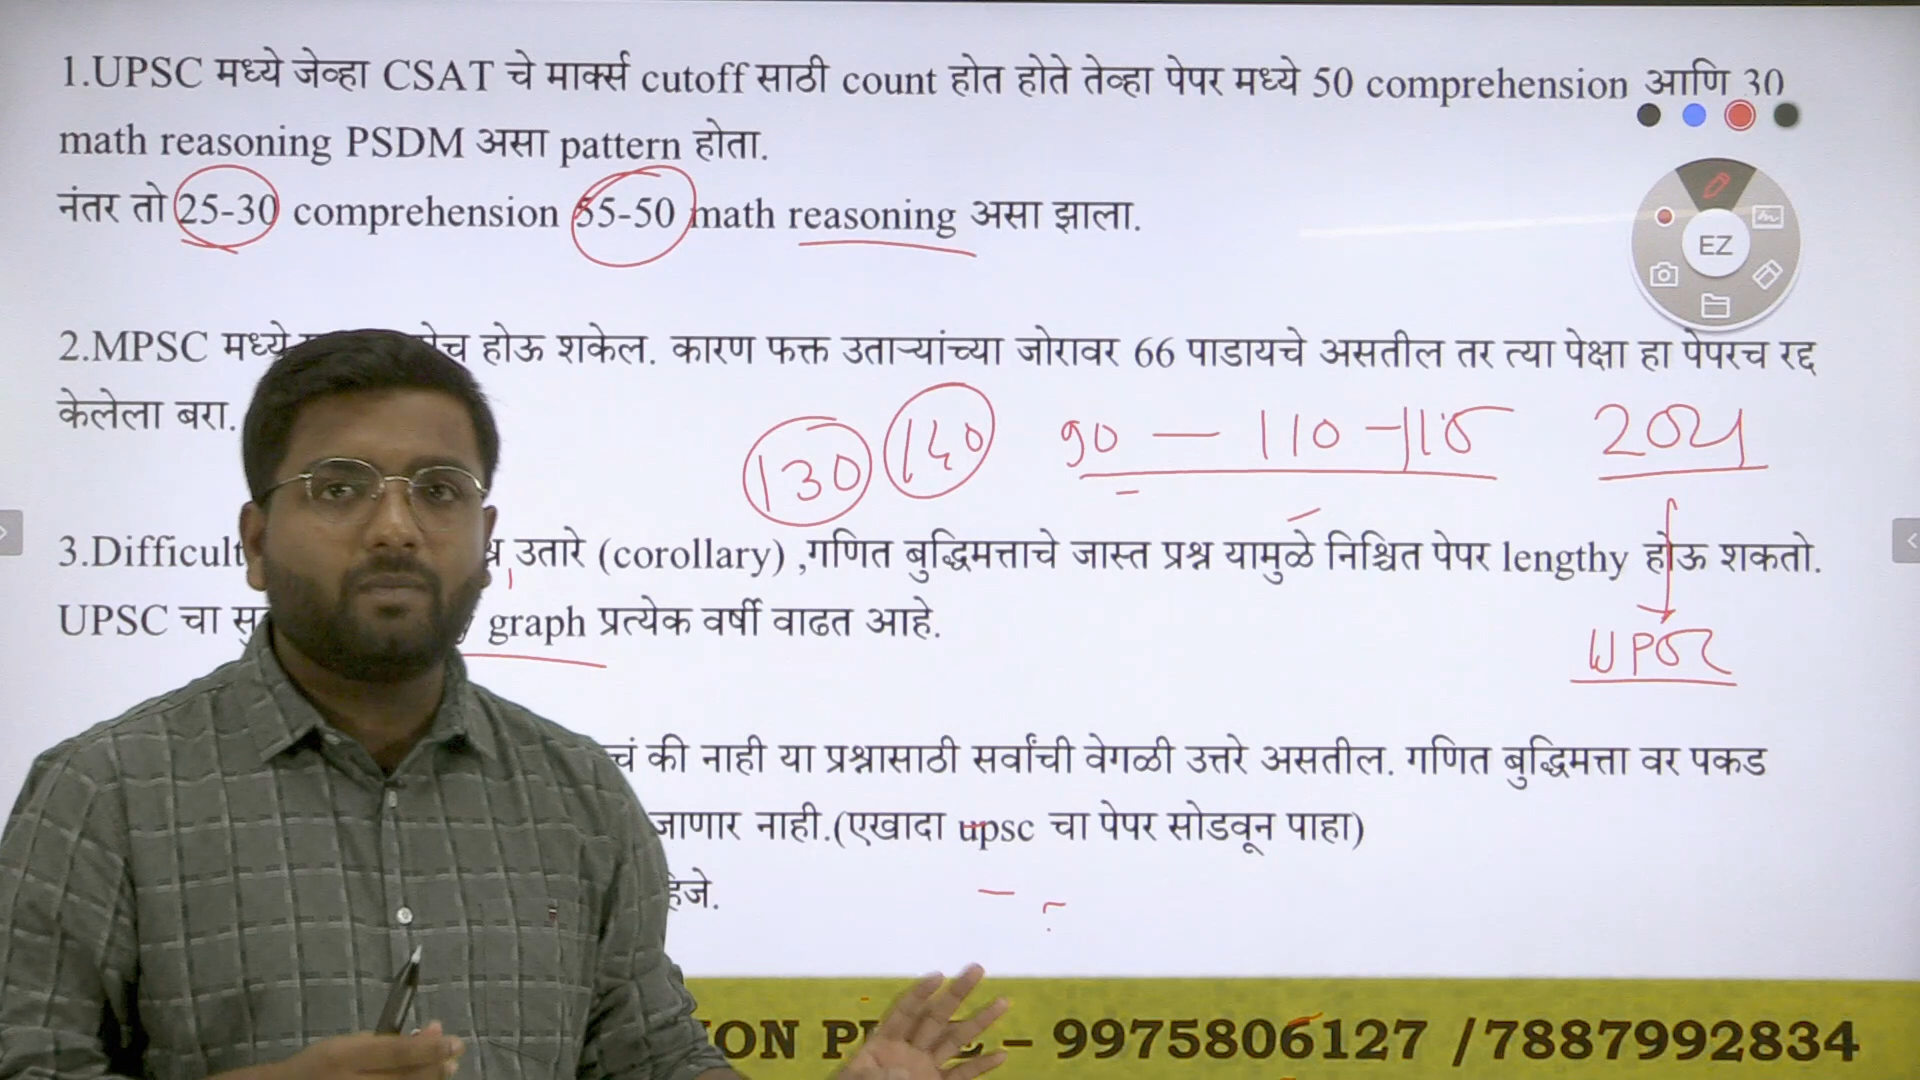 1.UPSC मध्ये जेव्हा CSAT चे मार्क्स cutoff साठी count होत होते तेव्हा पेपर मध्ये 50 comprehension आणि 30
math reasoning PSDM असा pattern होता.
नंतर तो 25-30 comprehension 55-50 math reasoning असा झाला.
EZ
2.MPSC मध्ये होऊ शकेल. कारण फक्त उताऱ्यांच्या जोरावर 66 पाडायचे असतील तर त्या पेक्षा हा पेपरच रद्द
केलेला बरा.
130 140 90 — 110 - 115 2021
3.Difficult उतारे (corollary) ,गणित बुद्धिमत्ताचे जास्त प्रश्न यामुळे निश्चित पेपर lengthy होऊ शकतो.
UPSC चा graph प्रत्येक वर्षी वाढत आहे.
UPSC
की नाही या प्रश्नासाठी सर्वांची वेगळी उत्तरे असतील. गणित बुद्धिमत्ता वर पकड
जाणार नाही.(एखादा upsc चा पेपर सोडवून पाहा)
– 9975806127 /7887992834